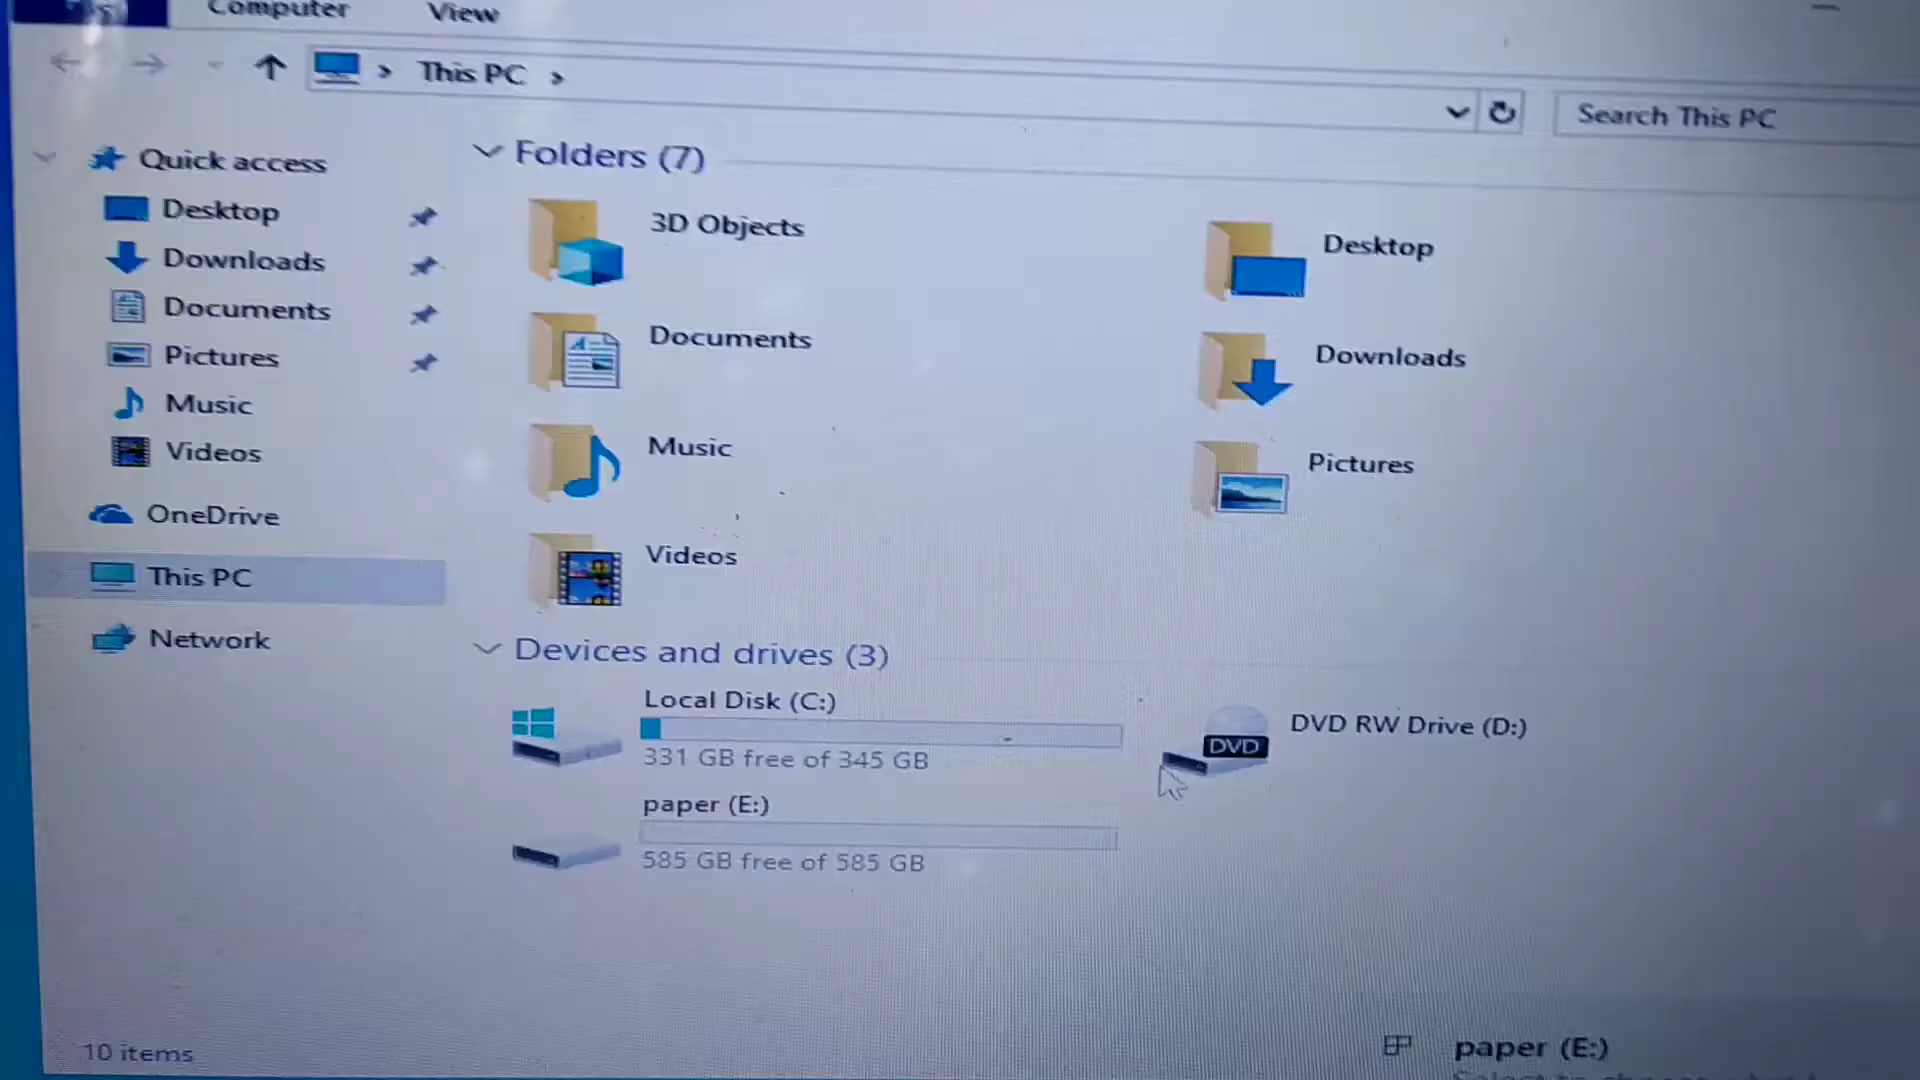 Computer View
This PC
Search This PC
Quick access
Desktop
Downloads
Documents
Pictures
Music
Videos
OneDrive
This PC
Network
Folders (7)
3D Objects
Desktop
Documents
Downloads
Music
Pictures
Videos
Devices and drives (3)
Local Disk (C:)
331 GB free of 345 GB
DVD RW Drive (D:)
DVD
paper (E:)
585 GB free of 585 GB
10 items
paper (E:)